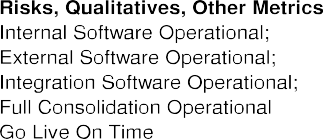 Risks, Qualitatives, Other Metrics
Internal Software Operational;
External Software Operational;
Integration Software Operational;
Full Consolidation Operational
Go Live On Time